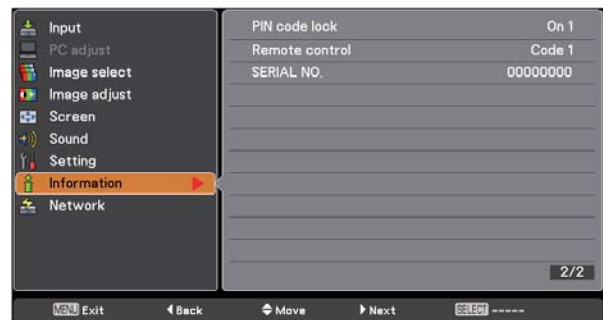 Input
PC adjust
Image select
Image adjust
Screen
Sound
Setting
Information
Network
PIN code lock On 1
Remote control Code 1
SERIAL NO. 00000000
2/2
MENU Exit Back Move Next SELECT -----